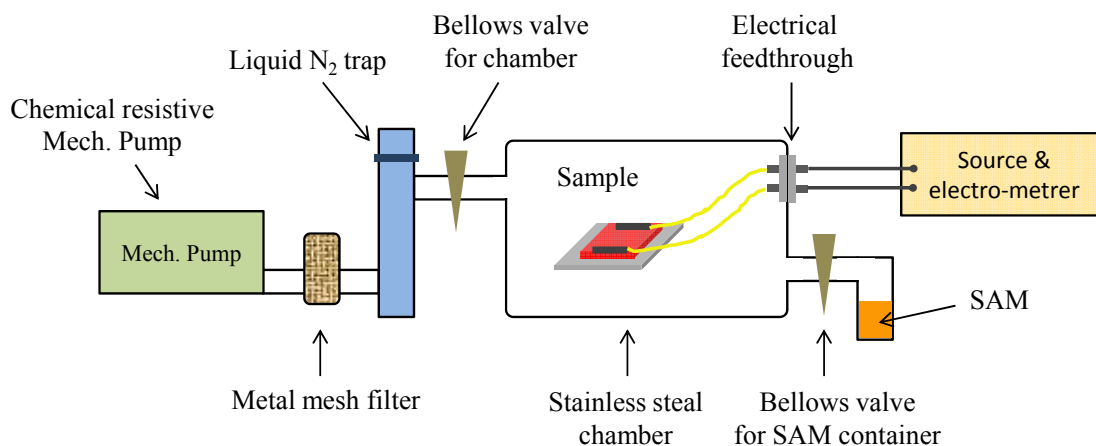 Bellows valve
for chamber
Electrical
feedthrough
Liquid N₂ trap
Chemical resistive
Mech. Pump
Sample
Source &
electro-metrer
Mech. Pump
SAM
Metal mesh filter
Stainless steal
chamber
Bellows valve
for SAM container